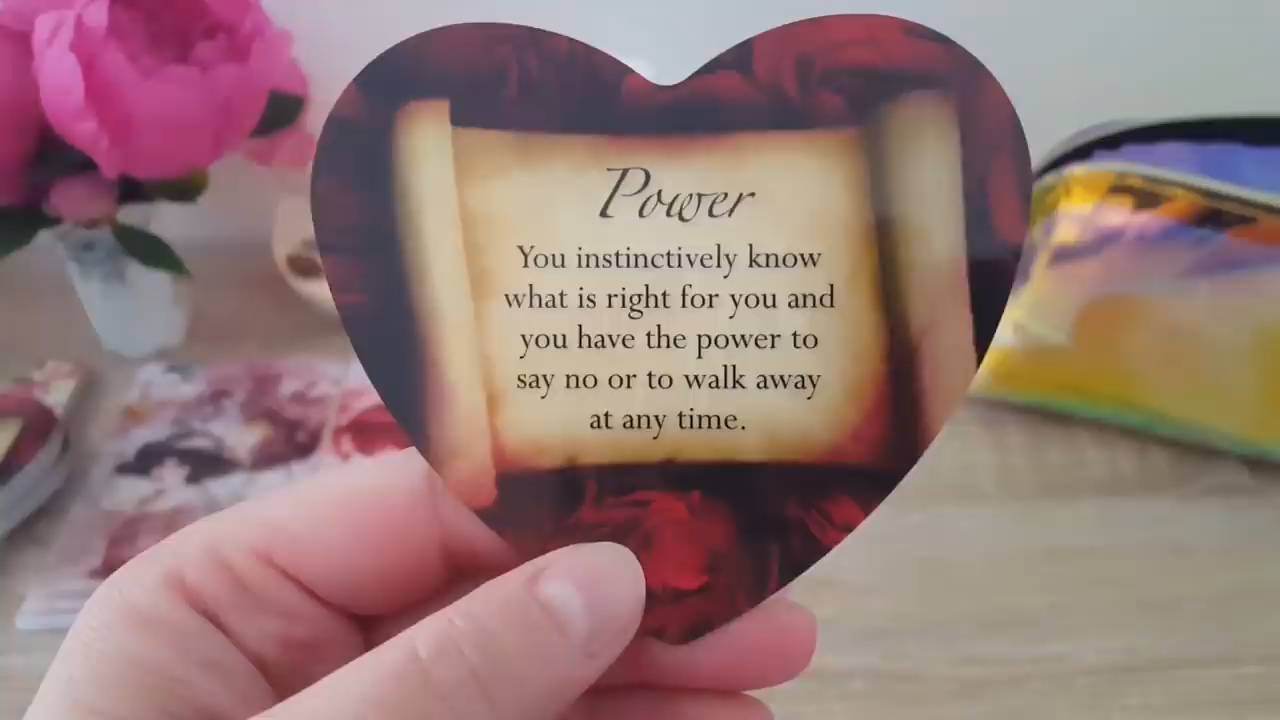 Power
You instinctively know
what is right for you and
you have the power to
say no or to walk away
at any time.